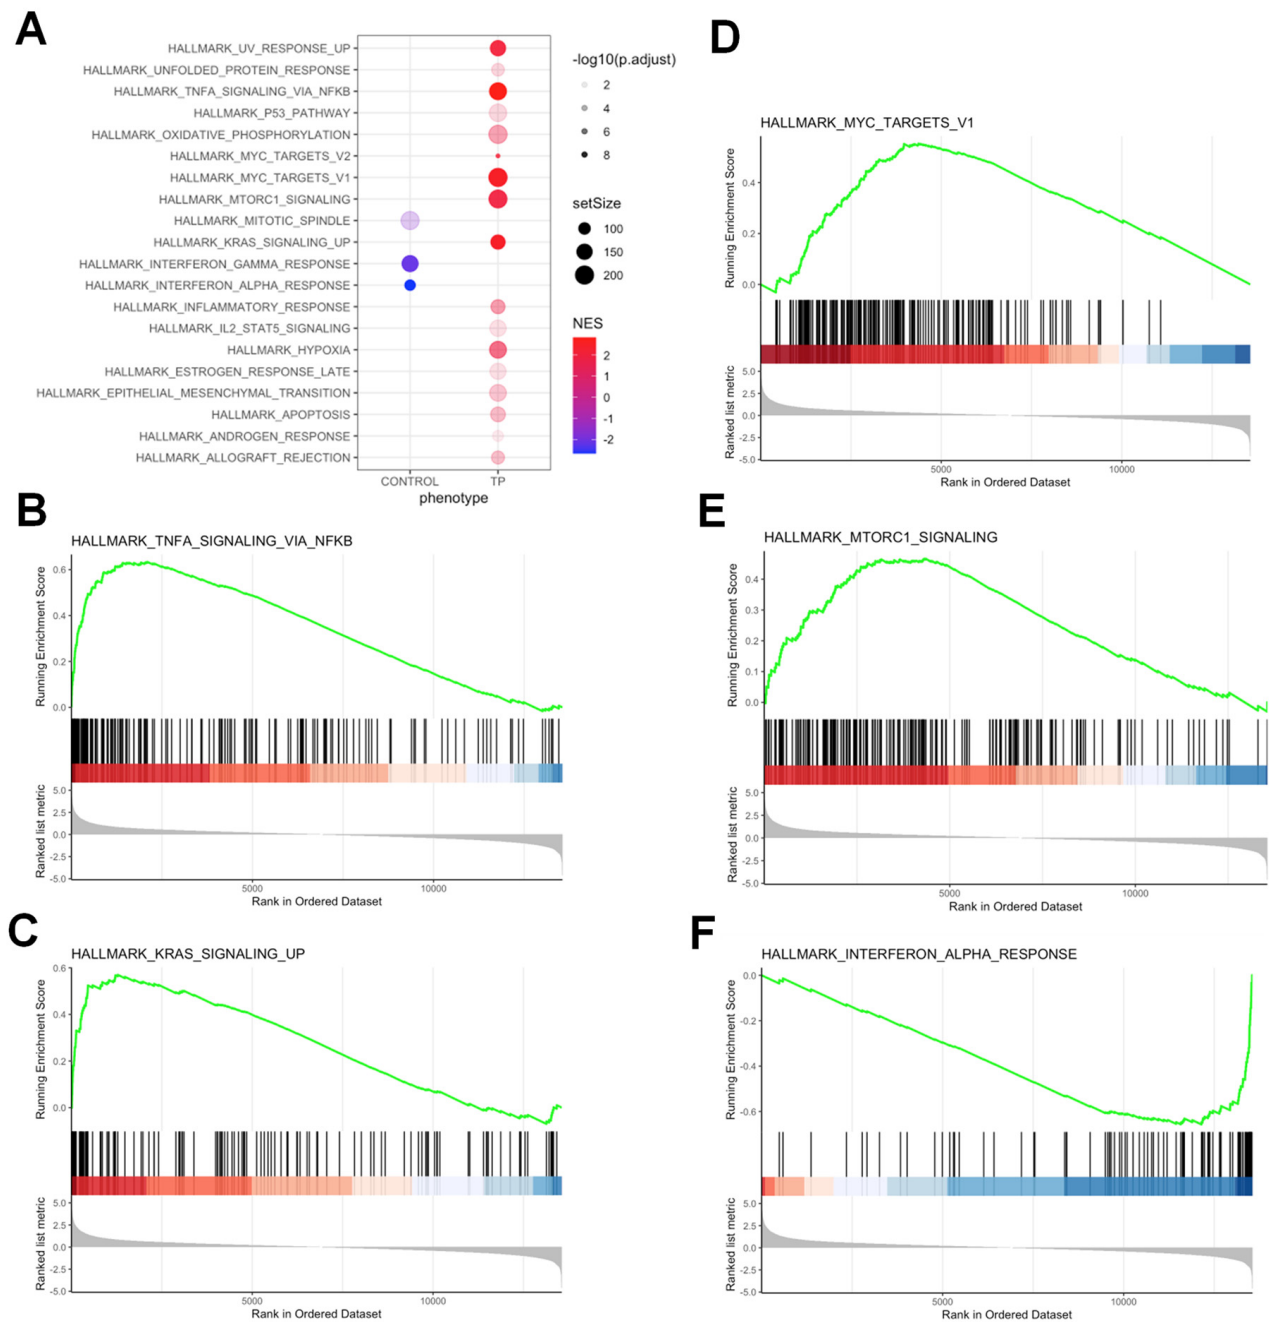 A
HALLMARK_UV_RESPONSE_UP
HALLMARK_UNFOLDED_PROTEIN_RESPONSE
HALLMARK_TNFA_SIGNALING_VIA_NFKB
HALLMARK_P53_PATHWAY
HALLMARK_OXIDATIVE_PHOSPHORYLATION
HALLMARK_MYC_TARGETS_V2
HALLMARK_MYC_TARGETS_V1
HALLMARK_MTORC1_SIGNALING
HALLMARK_MITOTIC_SPINDLE
HALLMARK_KRAS_SIGNALING_UP
HALLMARK_INTERFERON_GAMMA_RESPONSE
HALLMARK_INTERFERON_ALPHA_RESPONSE
HALLMARK_INFLAMMATORY_RESPONSE
HALLMARK_IL2_STAT5_SIGNALING
HALLMARK_HYPOXIA
HALLMARK_ESTROGEN_RESPONSE_LATE
HALLMARK_EPITHELIAL_MESENCHYMAL_TRANSITION
HALLMARK_APOPTOSIS
HALLMARK_ANDROGEN_RESPONSE
HALLMARK_ALLOGRAFT_REJECTION
CONTROL TP
phenotype
-log10(p.adjust)
2
4
6
8
setSize
100
150
200
NES
2
1
0
-1
-2
B
HALLMARK_TNFA_SIGNALING_VIA_NFKB
Running Enrichment Score
0.6
0.4
0.2
0.0
Ranked list metric
5.0
2.5
0.0
-2.5
-5.0
5000 10000
Rank in Ordered Dataset
C
HALLMARK_KRAS_SIGNALING_UP
Running Enrichment Score
0.6
0.4
0.2
0.0
Ranked list metric
5.0
2.5
0.0
-2.5
-5.0
5000 10000
Rank in Ordered Dataset
D
HALLMARK_MYC_TARGETS_V1
Running Enrichment Score
0.4
0.2
0.0
Ranked list metric
5.0
2.5
0.0
-2.5
-5.0
5000 10000
Rank in Ordered Dataset
E
HALLMARK_MTORC1_SIGNALING
Running Enrichment Score
0.4
0.3
0.2
0.1
0.0
Ranked list metric
5.0
2.5
0.0
-2.5
-5.0
5000 10000
Rank in Ordered Dataset
F
HALLMARK_INTERFERON_ALPHA_RESPONSE
Running Enrichment Score
0.0
-0.2
-0.4
-0.6
Ranked list metric
5.0
2.5
0.0
-2.5
-5.0
5000 10000
Rank in Ordered Dataset